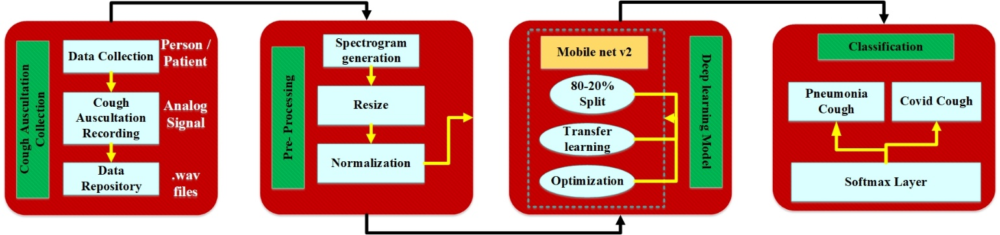 Cough Auscultation
Collection
Data Collection
Person /
Patient
Cough
Auscultation
Recording
Analog
Signal
Data
Repository
.wav
files
Pre- Processing
Spectrogram
generation
Resize
Normalization
Mobile net v2
80-20%
Split
Transfer
learning
Optimization
Deep learning Model
Classification
Pneumonia
Cough
Covid Cough
Softmax Layer